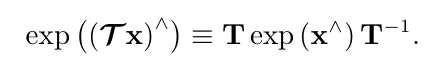 exp ((𝓣x)^∧) ≡ T exp (x^∧) T^{-1}.